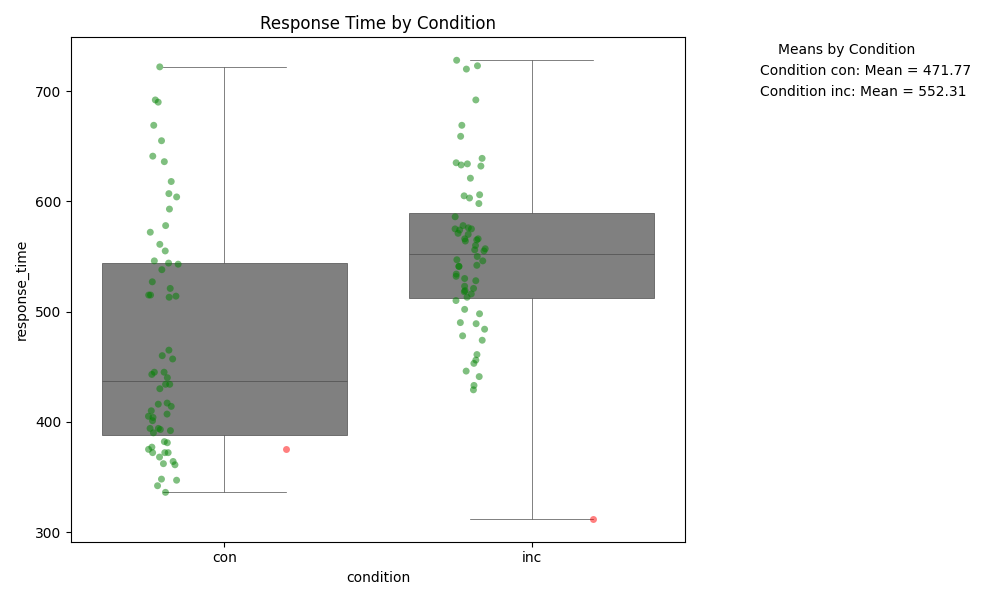 Response Time by Condition
Means by Condition
Condition con: Mean = 471.77
Condition inc: Mean = 552.31
response_time
700
600
500
400
300
con
inc
condition